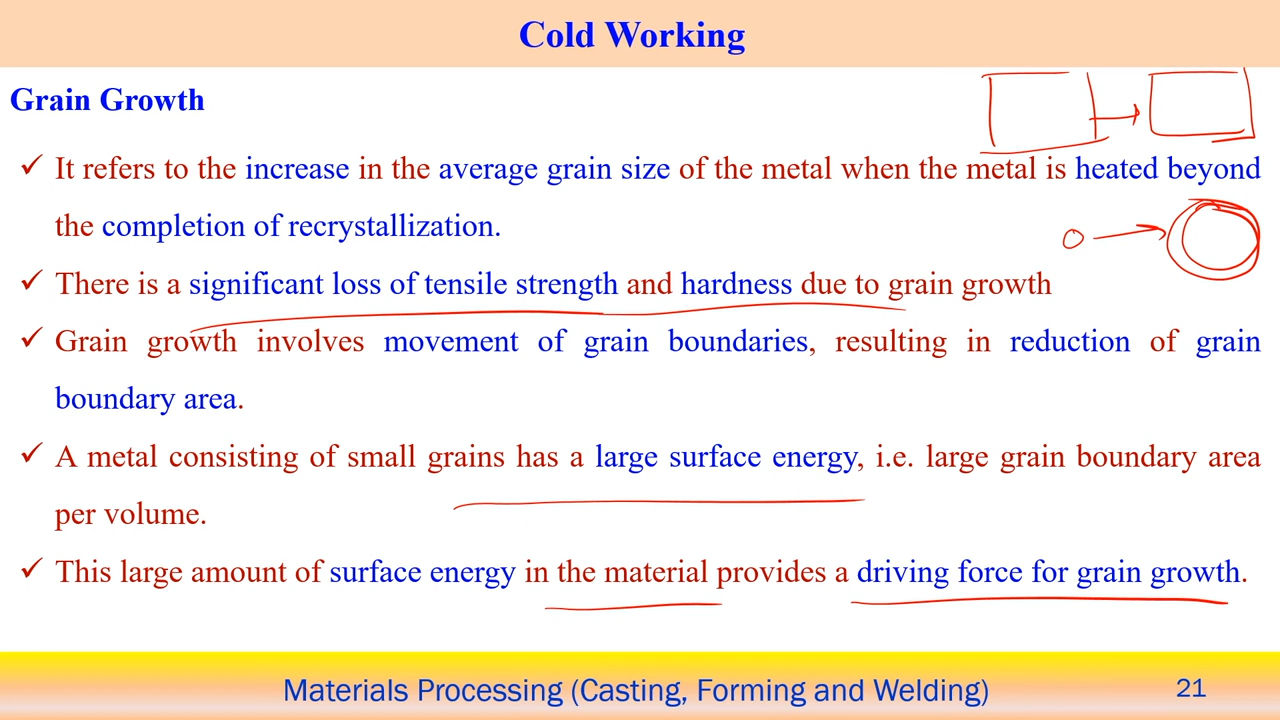 Cold Working
Grain Growth
✓ It refers to the increase in the average grain size of the metal when the metal is heated beyond
the completion of recrystallization.
✓ There is a significant loss of tensile strength and hardness due to grain growth
✓ Grain growth involves movement of grain boundaries, resulting in reduction of grain
boundary area.
✓ A metal consisting of small grains has a large surface energy, i.e. large grain boundary area
per volume.
✓ This large amount of surface energy in the material provides a driving force for grain growth.
Materials Processing (Casting, Forming and Welding)
21